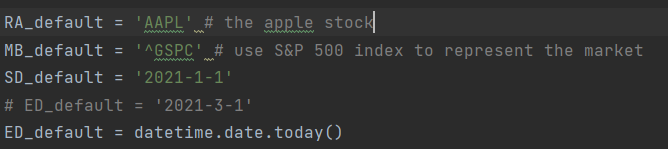 RA_default = 'AAPL' # the apple stock
MB_default = '^GSPC' # use S&P 500 index to represent the market
SD_default = '2021-1-1'
# ED_default = '2021-3-1'
ED_default = datetime.date.today()